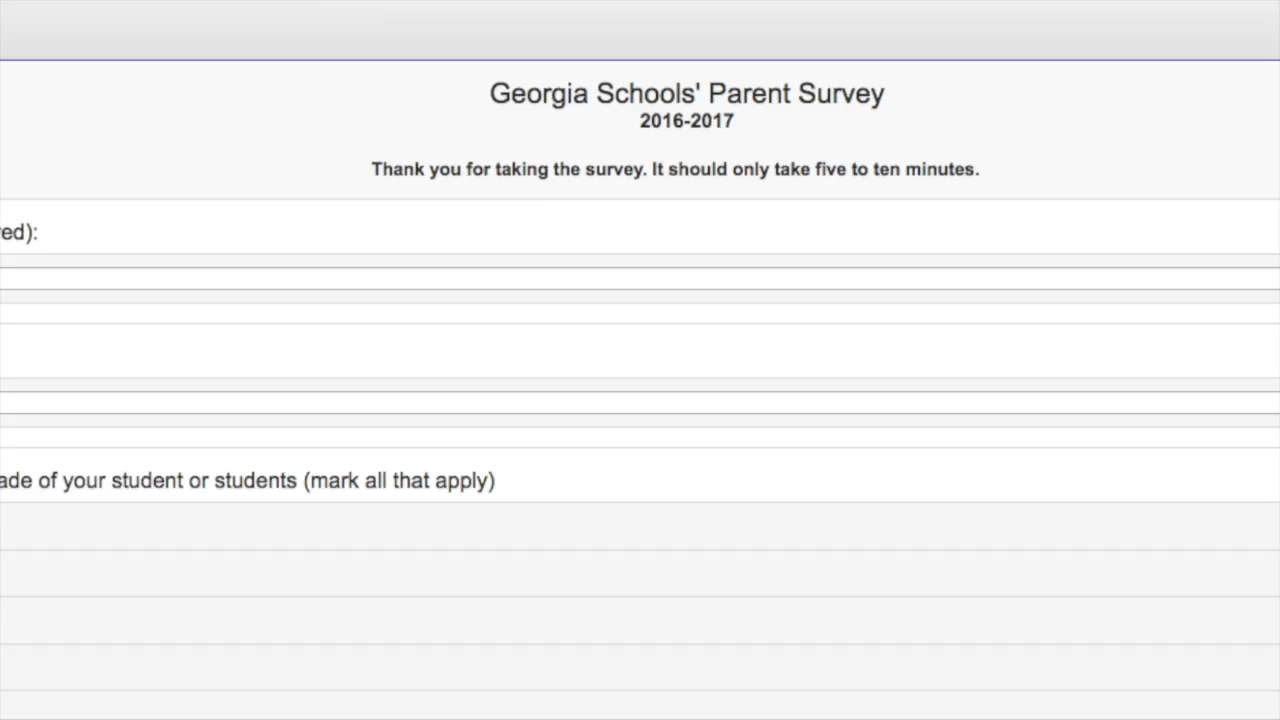 Georgia Schools' Parent Survey
2016-2017
Thank you for taking the survey. It should only take five to ten minutes.
ed):
ade of your student or students (mark all that apply)